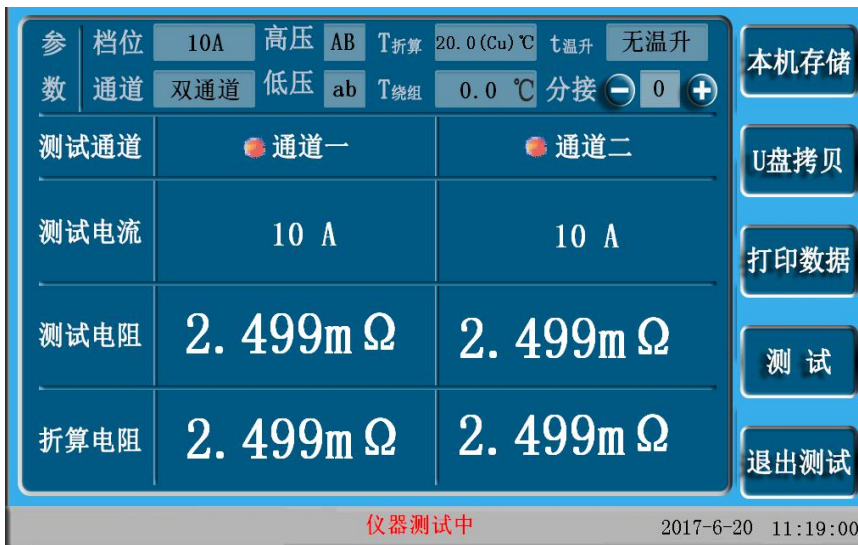 参 档位 10A 高压 AB T折算 20.0(Cu)℃ t温升 无温升
数 通道 双通道 低压 ab T绕组 0.0 ℃ 分接 0
测试通道 通道一 通道二
测试电流 10 A 10 A
测试电阻 2.499mΩ 2.499mΩ
折算电阻 2.499mΩ 2.499mΩ
本机存储
U盘拷贝
打印数据
测 试
退出测试
仪器测试中 2017-6-20 11:19:00